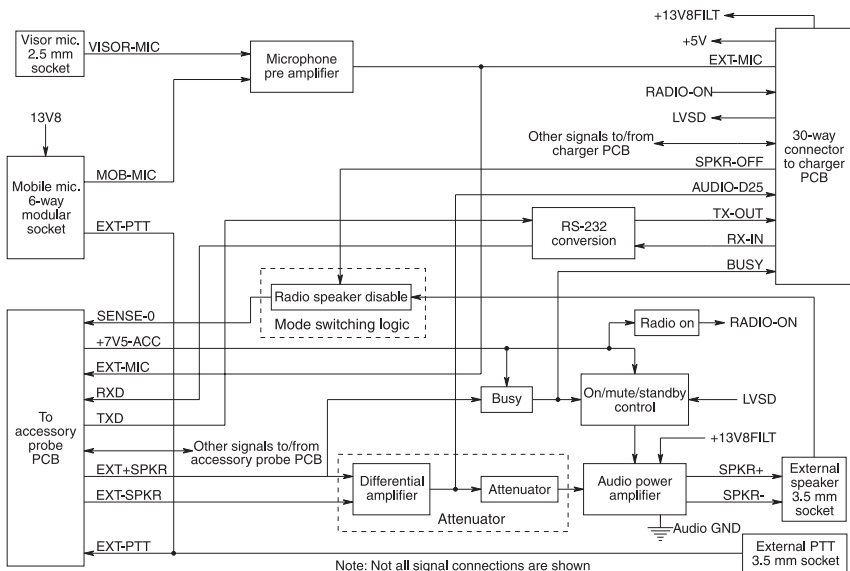 +13V8FILT
Visor mic.
2.5 mm
socket
VISOR-MIC
Microphone
pre amplifier
+5V
EXT-MIC
RADIO-ON
13V8
LVSD
Other signals to/from
charger PCB
30-way
connector
to charger
PCB
SPKR-OFF
Mobile mic.
6-way
modular
socket
MOB-MIC
AUDIO-D25
EXT-PTT
RS-232
conversion
TX-OUT
RX-IN
BUSY
Radio speaker disable
Mode switching logic
SENSE-0
+7V5-ACC
Radio on
RADIO-ON
EXT-MIC
RXD
TXD
Busy
On/mute/standby
control
LVSD
To
accessory
probe
PCB
Other signals to/from
accessory probe PCB
+13V8FILT
EXT+SPKR
EXT-SPKR
Differential
amplifier
Attenuator
Attenuator
Audio power
amplifier
SPKR+
SPKR-
External
speaker
3.5 mm
socket
Audio GND
EXT-PTT
External PTT
3.5 mm socket
Note: Not all signal connections are shown